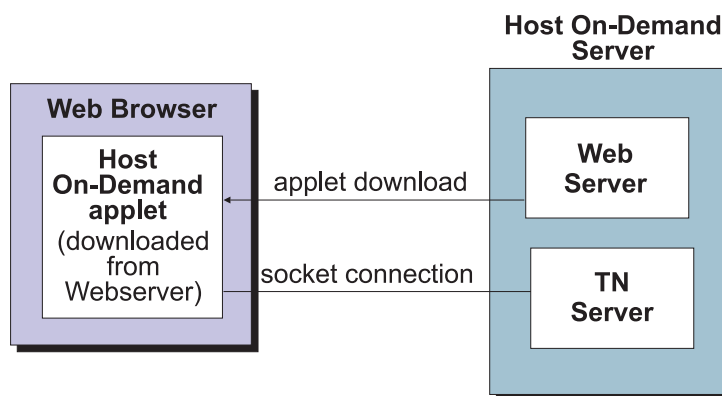 Host On-Demand
Server
Web Browser
Host
On-Demand
applet
(downloaded
from
Webserver)
applet download
socket connection
Web
Server
TN
Server